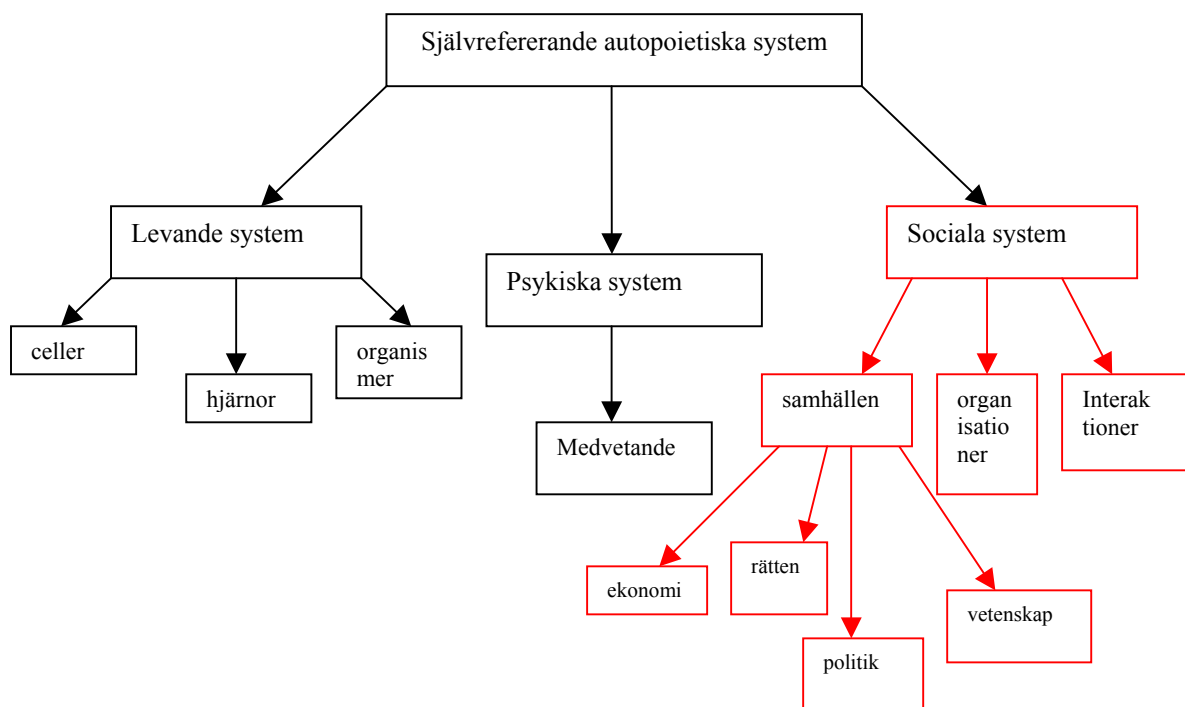 Självrefererande autopoietiska system
Levande system
Psykiska system
Sociala system
celler
hjärnor
organis
mer
Medvetande
samhällen
organ
isatio
ner
Interak
tioner
ekonomi
rätten
politik
vetenskap